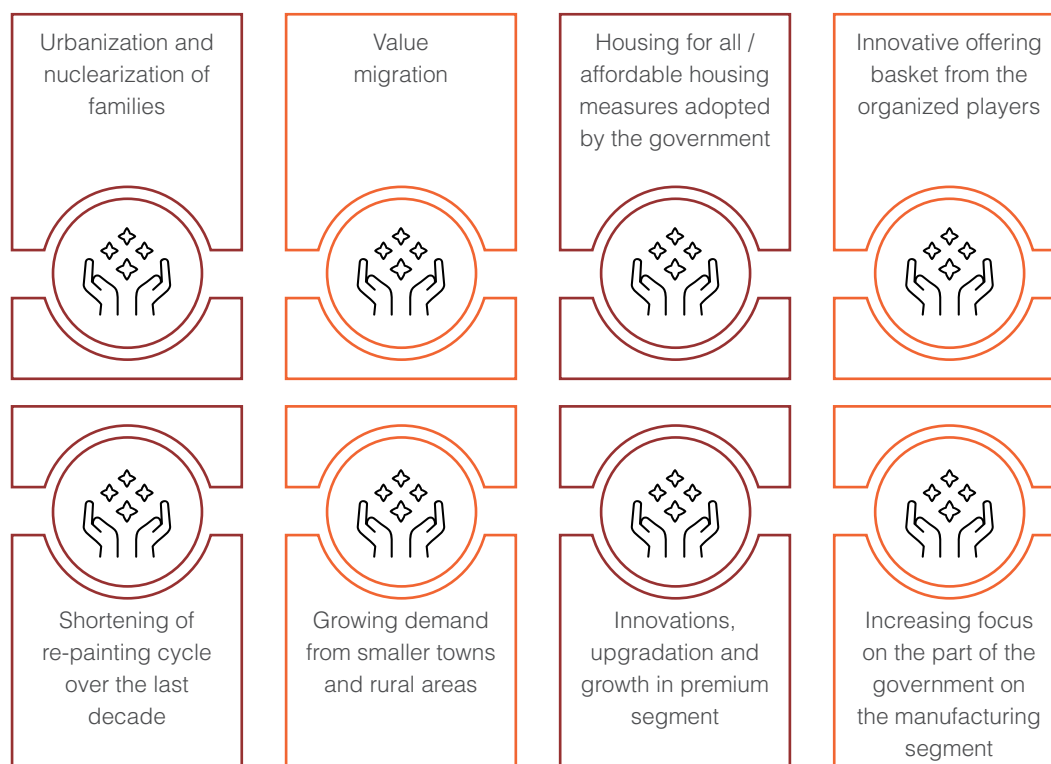 Urbanization and
nuclearization of
families
Value
migration
Housing for all /
affordable housing
measures adopted
by the government
Innovative offering
basket from the
organized players
Shortening of
re-painting cycle
over the last
decade
Growing demand
from smaller towns
and rural areas
Innovations,
upgradation and
growth in premium
segment
Increasing focus
on the part of the
government on
the manufacturing
segment